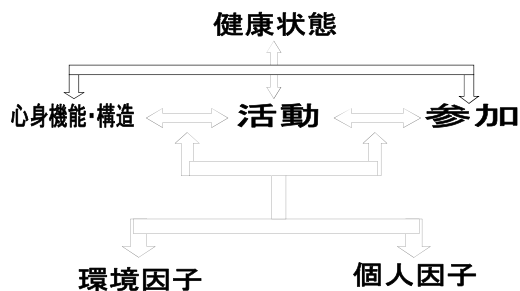 健康状態
心身機能・構造
活動
参加
環境因子
個人因子